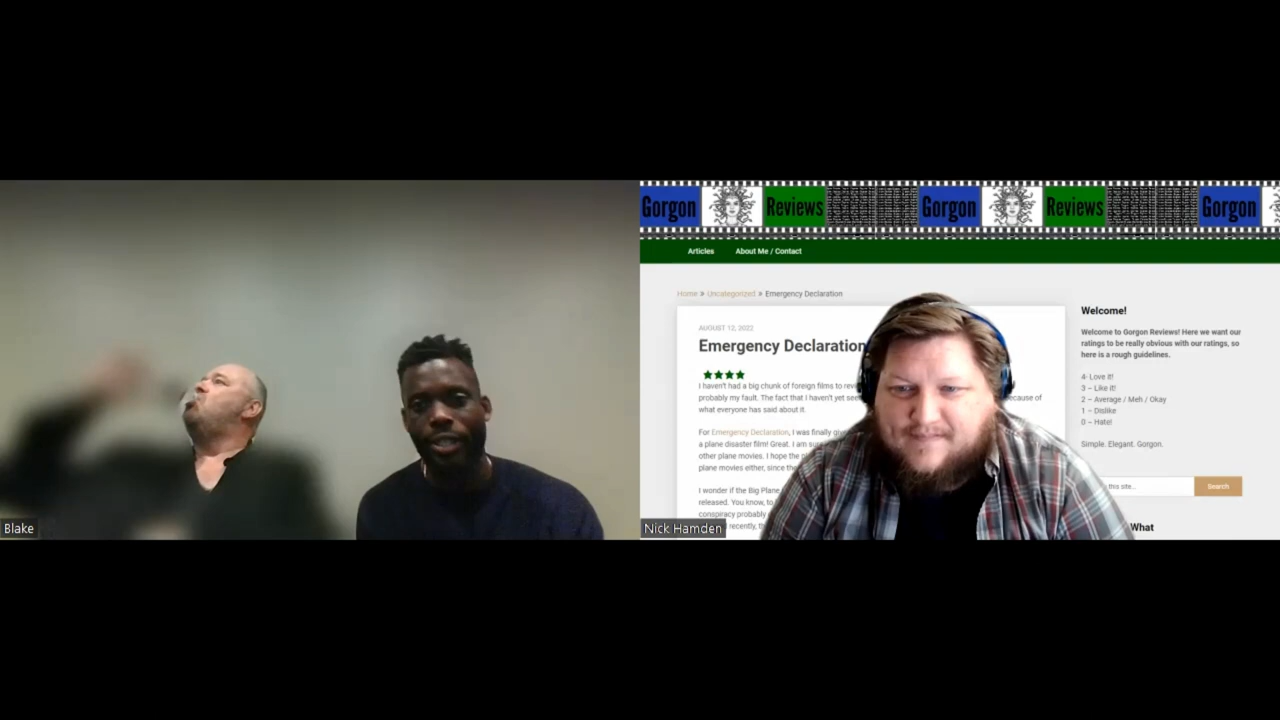 Gorgon Reviews Gorgon Reviews Gorgon
Articles About Me / Contact
Home » Uncategorized » Emergency Declaration
AUGUST 12, 2022
Emergency Declaration
I haven't had a big chunk of foreign films to
probably my fault. The fact that I haven't yet because of
what everyone has said about it.
For Emergency Declaration, I was finally
a plane disaster film! Great. I am
other plane movies. I hope the
plane movies either, since
I wonder if the Big Plane
released. You know, to
conspiracy probably
recently,
Welcome!
Welcome to Gorgon Reviews! Here we want our
ratings to be really obvious with our ratings, so
here is a rough guidelines.
4- Love it!
3 – Like it!
2 – Average / Meh / Okay
1 – Dislike
0 – Hate!
Simple. Elegant. Gorgon.
this site... Search
What
Blake
Nick Hamden